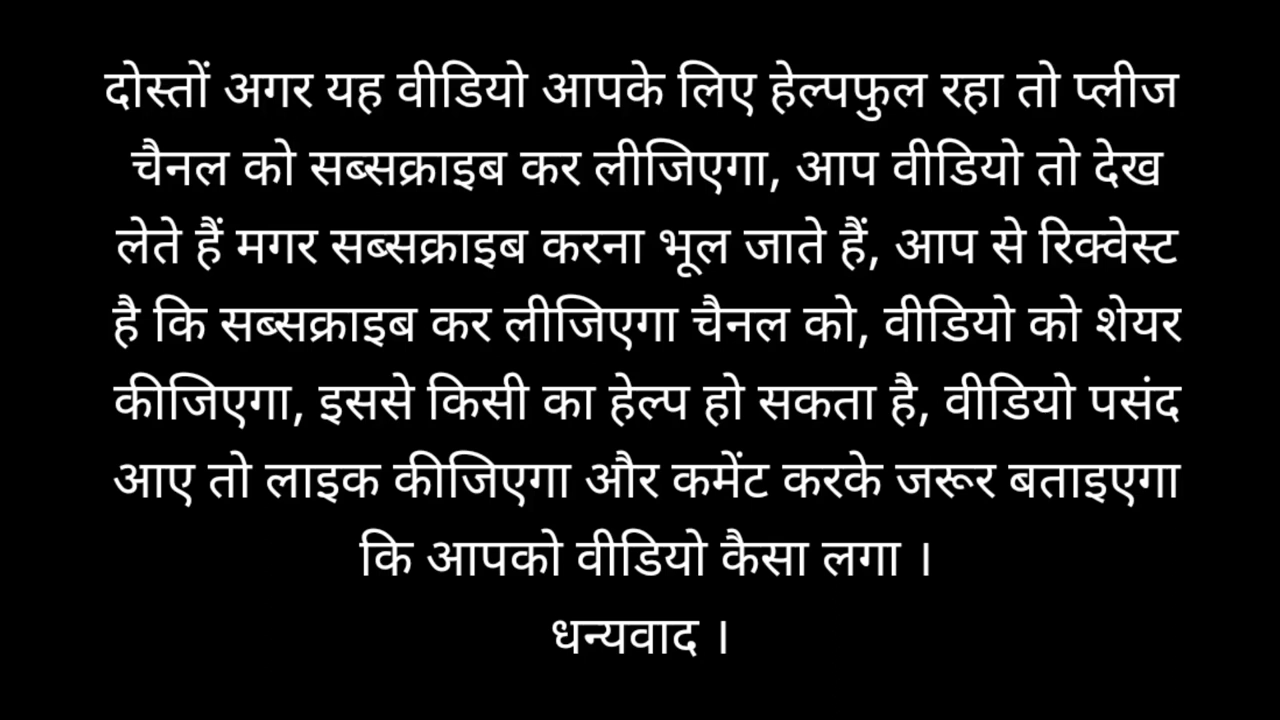 दोस्तों अगर यह वीडियो आपके लिए हेल्पफुल रहा तो प्लीज
चैनल को सब्सक्राइब कर लीजिएगा, आप वीडियो तो देख
लेते हैं मगर सब्सक्राइब करना भूल जाते हैं, आप से रिक्वेस्ट
है कि सब्सक्राइब कर लीजिएगा चैनल को, वीडियो को शेयर
कीजिएगा, इससे किसी का हेल्प हो सकता है, वीडियो पसंद
आए तो लाइक कीजिएगा और कमेंट करके जरूर बताइएगा
कि आपको वीडियो कैसा लगा ।
धन्यवाद ।